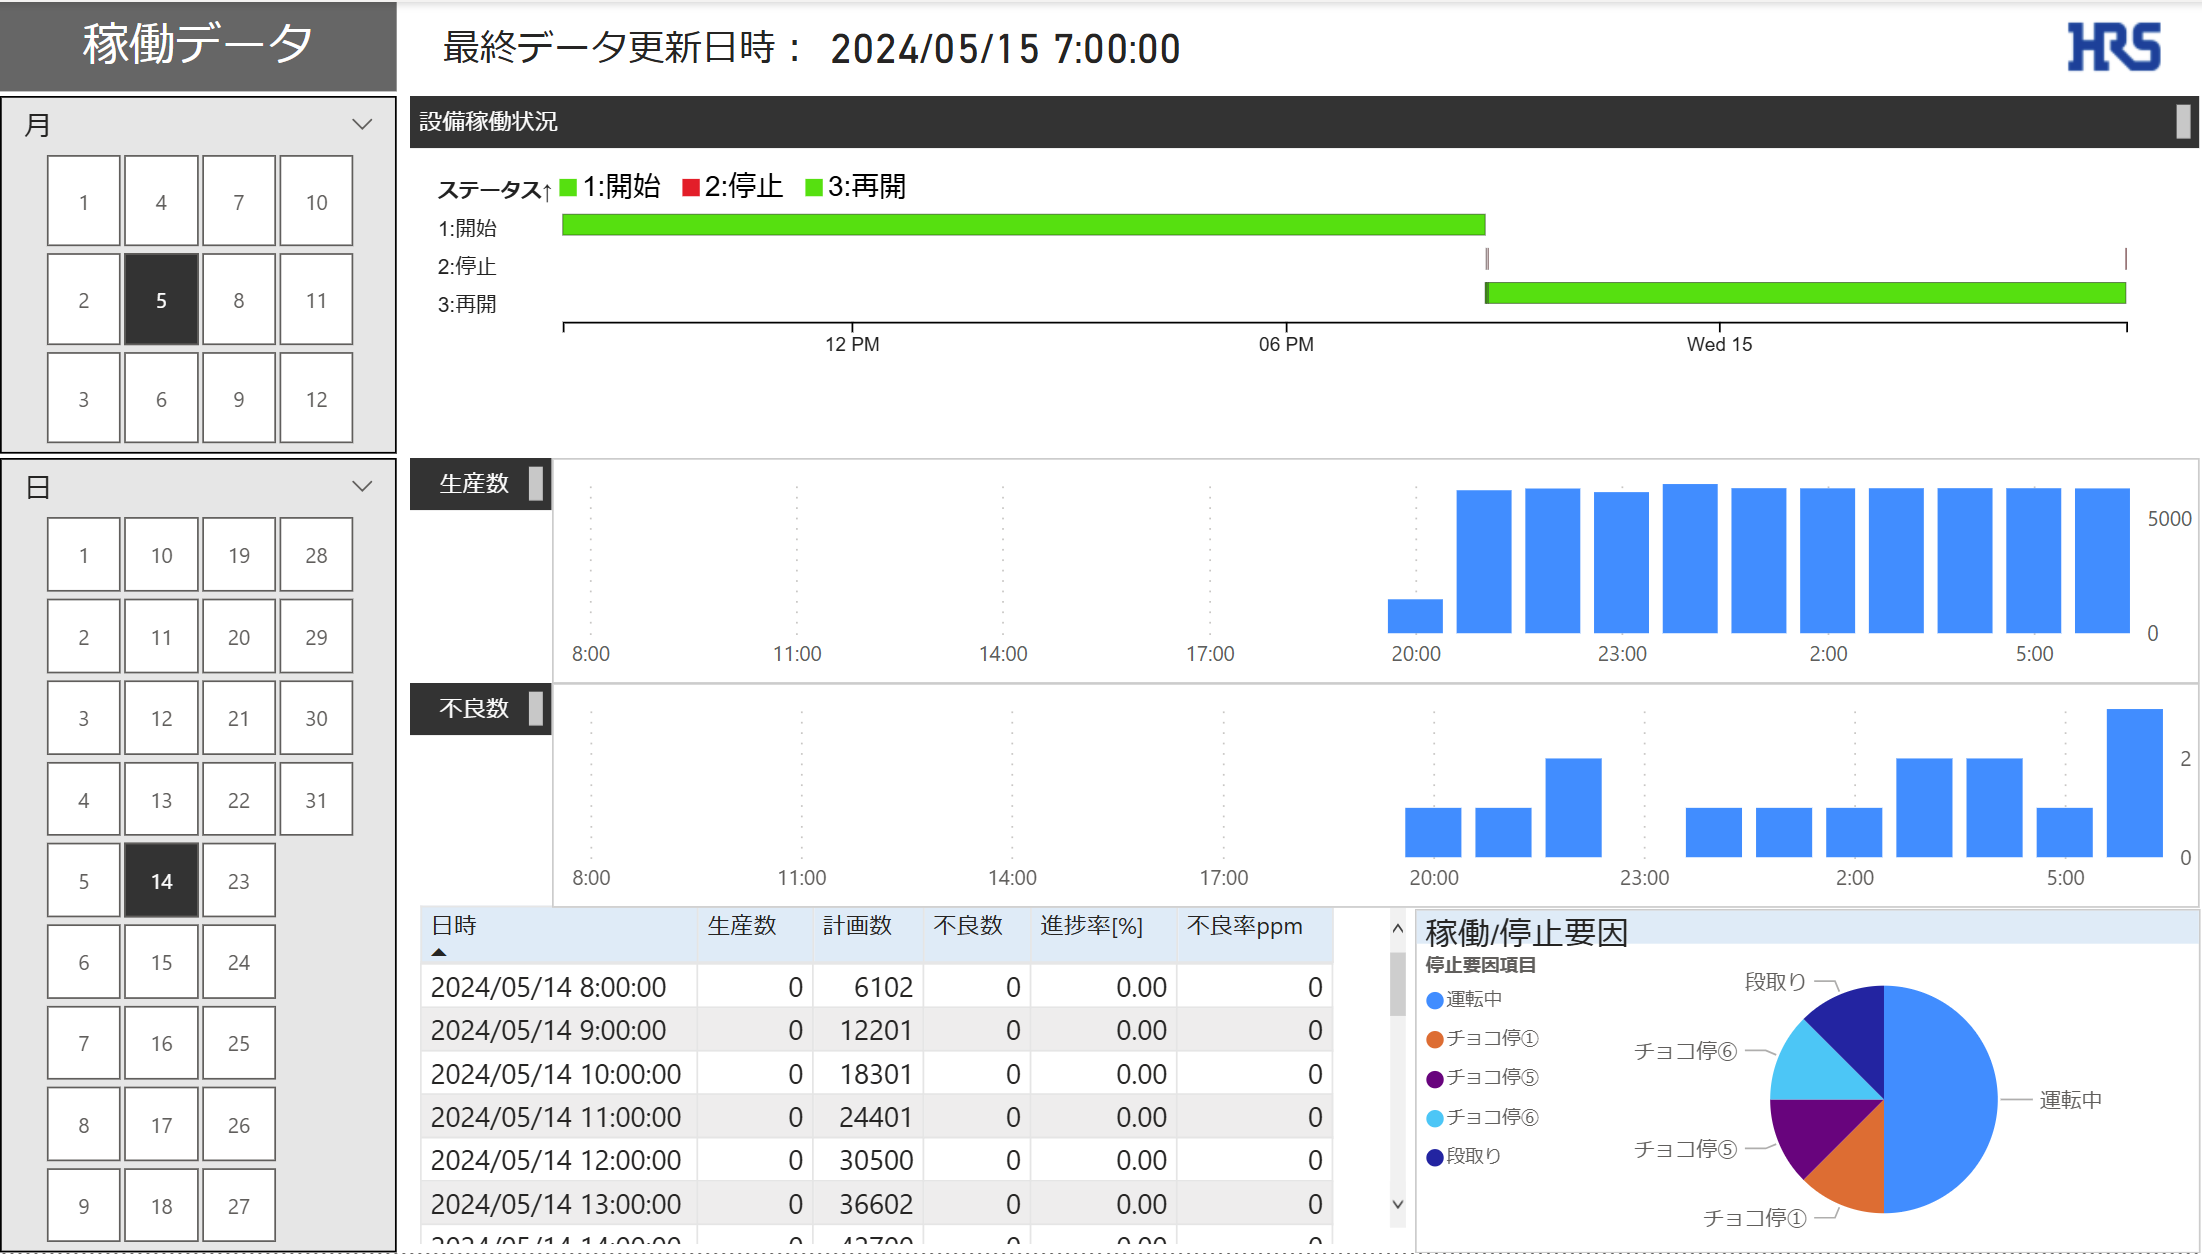 稼働データ
最終データ更新日時： 2024/05/15 7:00:00
HRS
月
1 4 7 10
2 5 8 11
3 6 9 12
設備稼働状況
ステータス↑ 1:開始 2:停止 3:再開
1:開始
2:停止
3:再開
12 PM 06 PM Wed 15
日
1 10 19 28
2 11 20 29
3 12 21 30
4 13 22 31
5 14 23
6 15 24
7 16 25
8 17 26
9 18 27
生産数
5000
0
8:00 11:00 14:00 17:00 20:00 23:00 2:00 5:00
不良数
2
0
8:00 11:00 14:00 17:00 20:00 23:00 2:00 5:00
日時 生産数 計画数 不良数 進捗率[%] 不良率ppm
2024/05/14 8:00:00 0 6102 0 0.00 0
2024/05/14 9:00:00 0 12201 0 0.00 0
2024/05/14 10:00:00 0 18301 0 0.00 0
2024/05/14 11:00:00 0 24401 0 0.00 0
2024/05/14 12:00:00 0 30500 0 0.00 0
2024/05/14 13:00:00 0 36602 0 0.00 0
稼働/停止要因
停止要因項目
運転中
チョコ停①
チョコ停⑤
チョコ停⑥
段取り
段取り
チョコ停⑥
運転中
チョコ停⑤
チョコ停①